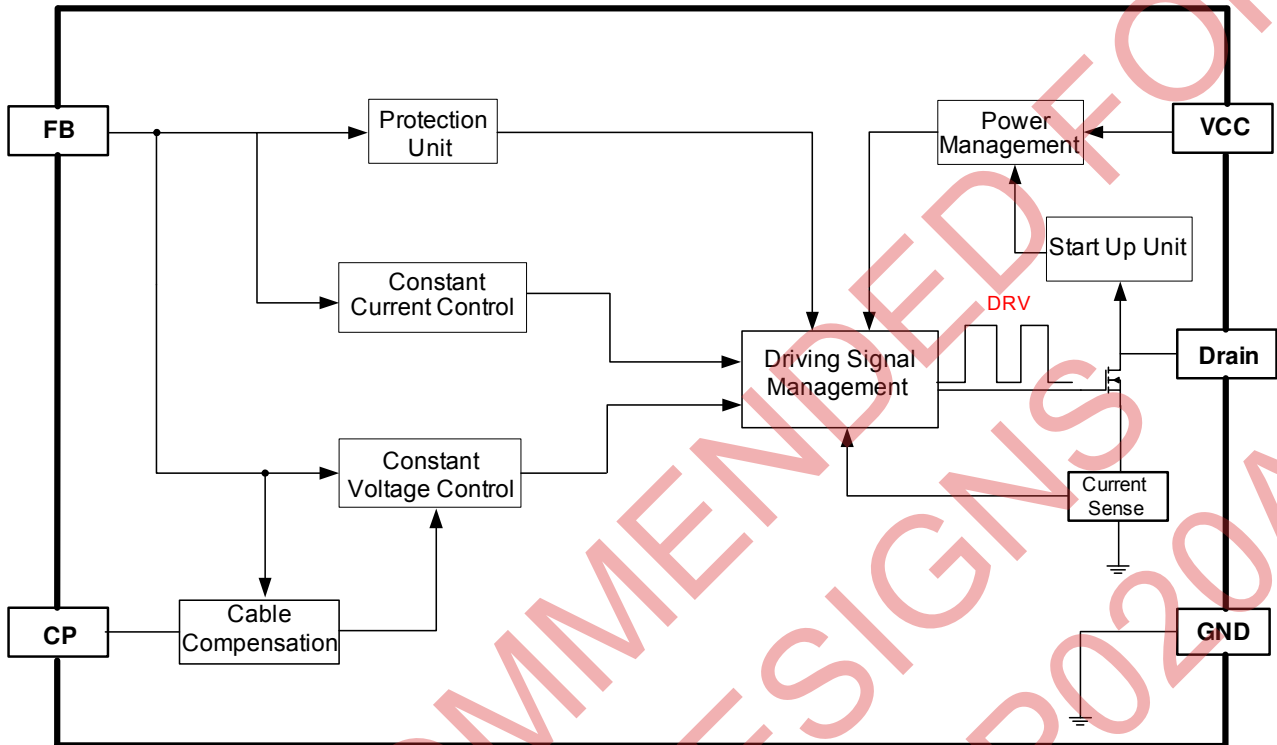 FB
Protection
Unit
Power
Management
VCC
Start Up Unit
Constant
Current Control
DRV
Drain
Driving Signal
Management
Constant
Voltage Control
Current
Sense
CP
Cable
Compensation
GND